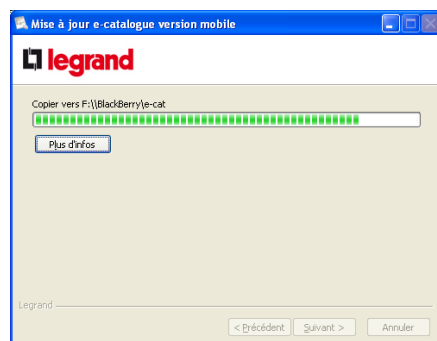 Mise à jour e-catalogue version mobile
legrand
Copier vers F:\\BlackBerry\e-cat
Plus d'infos
Legrand
< Précédent Suivant > Annuler